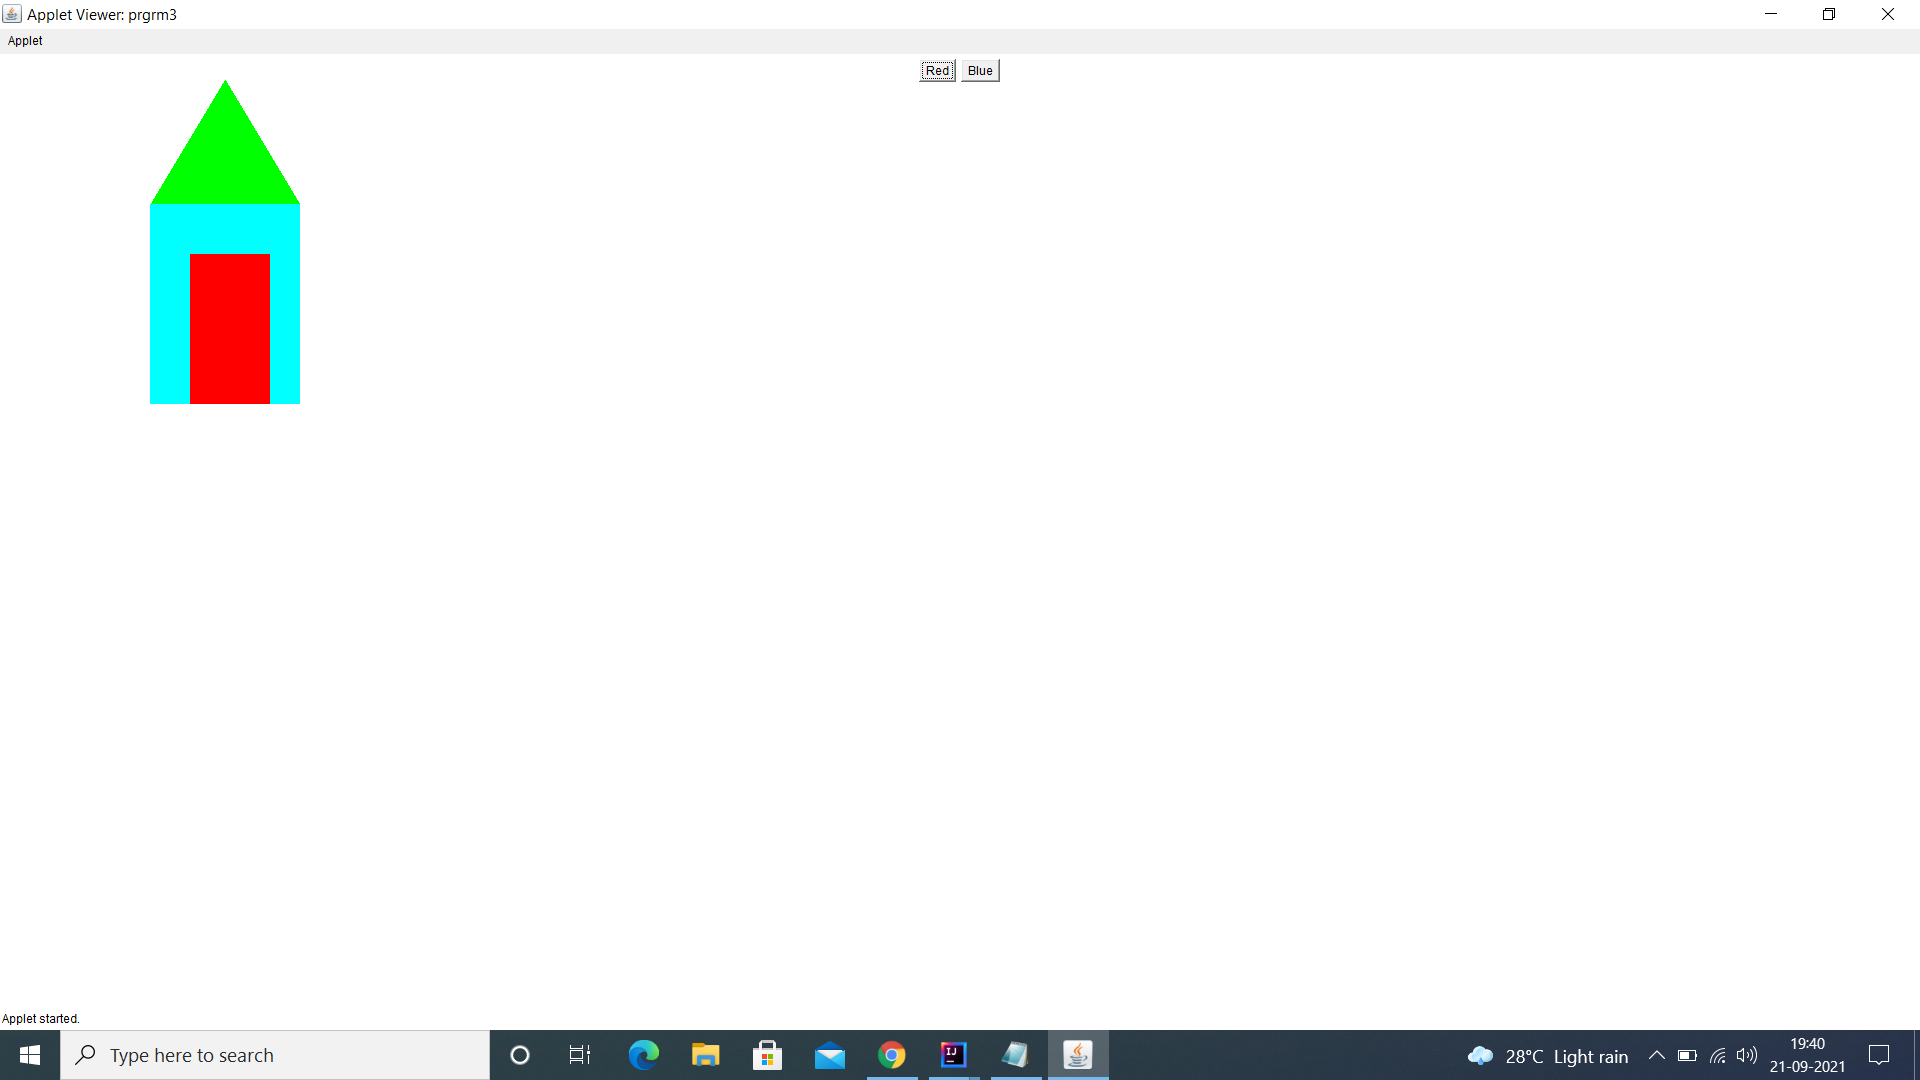 Applet Viewer: prgrm3
Applet
Red Blue
Applet started.
Type here to search
IJ
28°C Light rain
19:40
21-09-2021